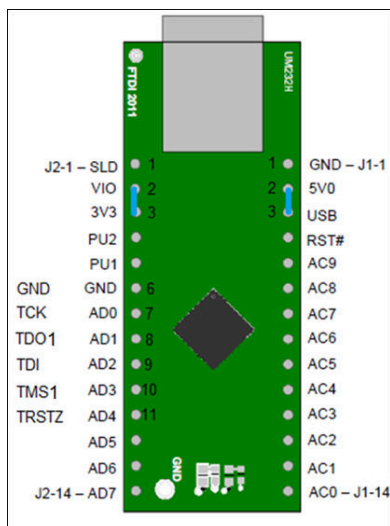 FTDI 2011
UM232H
J2-1 – SLD 1
1 GND – J1-1
VIO 2
2 5V0
3V3 3
3 USB
PU2
RST#
PU1
AC9
GND GND 6
AC8
TCK AD0 7
AC7
TDO1 AD1 8
AC6
TDI AD2 9
AC5
TMS1 AD3 10
AC4
TRSTZ AD4 11
AC3
AD5
AC2
AD6
AC1
GND
J2-14 – AD7
AC0 – J1-14